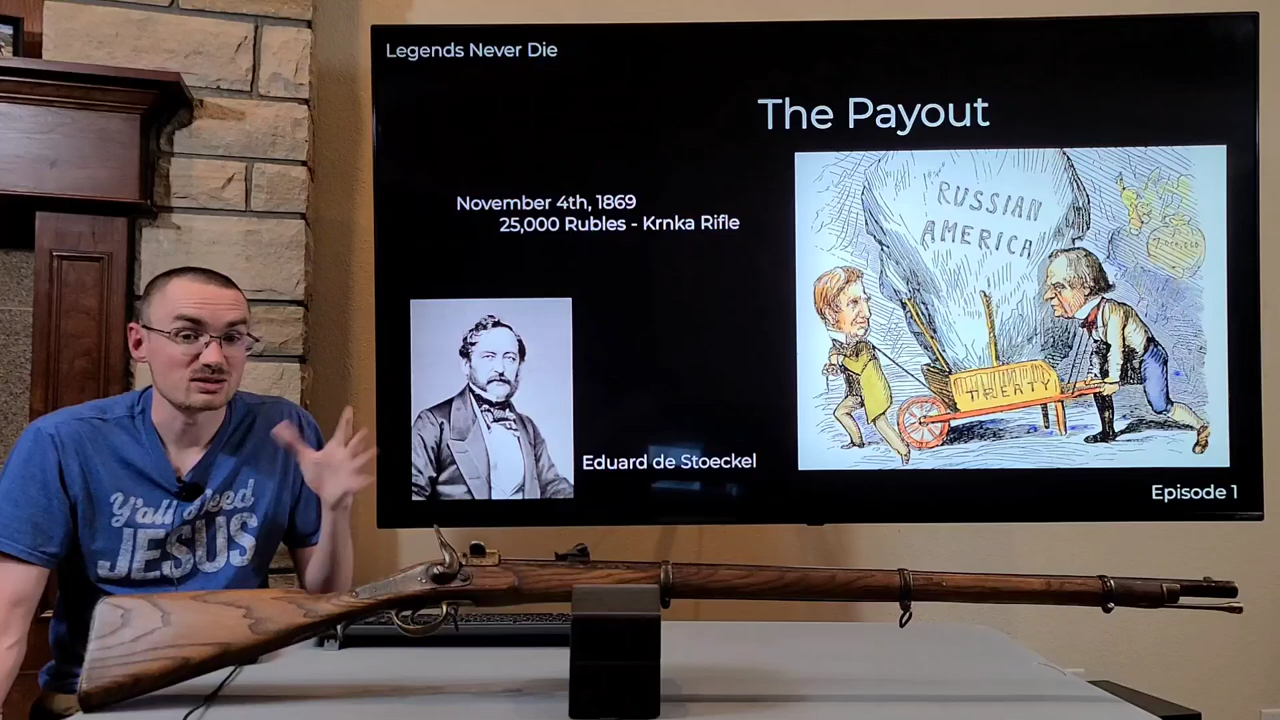 Legends Never Die
The Payout
November 4th, 1869
25,000 Rubles - Krnka Rifle
RUSSIAN
AMERICA
TREATY
Eduard de Stoeckel
Episode 1
Y'all Need
JESUS